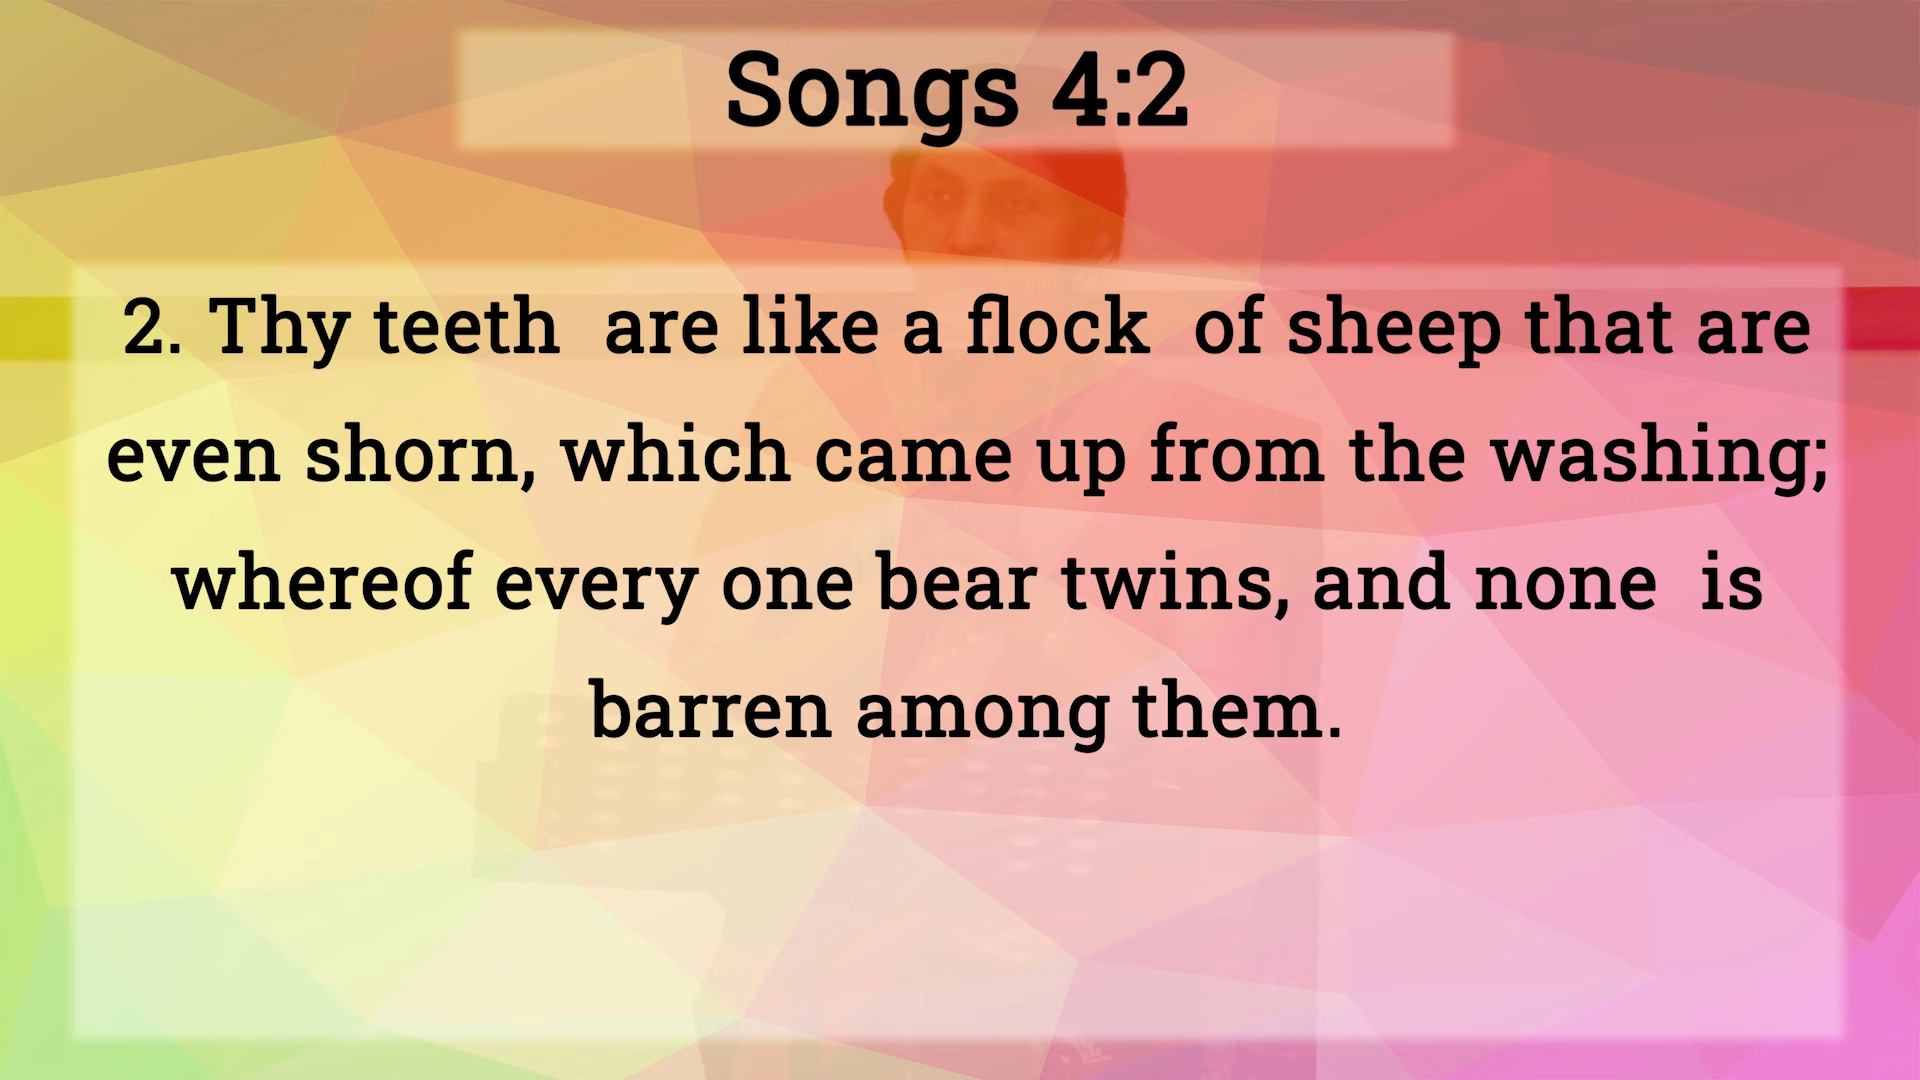 Songs 4:2
2. Thy teeth  are like a flock  of sheep that are
even shorn, which came up from the washing;
whereof every one bear twins, and none  is
barren among them.